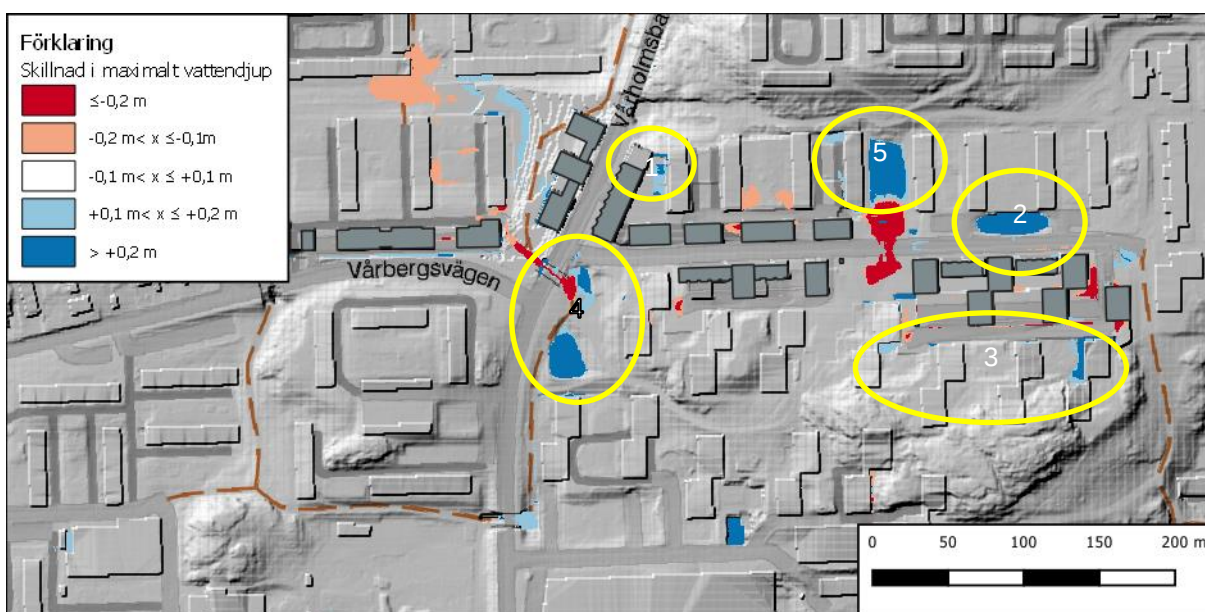 Förklaring
Skillnad i maximalt vattendjup
≤-0,2 m
-0,2 m< x ≤-0,1m
-0,1 m< x ≤ +0,1 m
+0,1 m< x ≤ +0,2 m
> +0,2 m
Vårholmsba
1
5
2
Vårbergsvägen
4
3
0 50 100 150 200 m